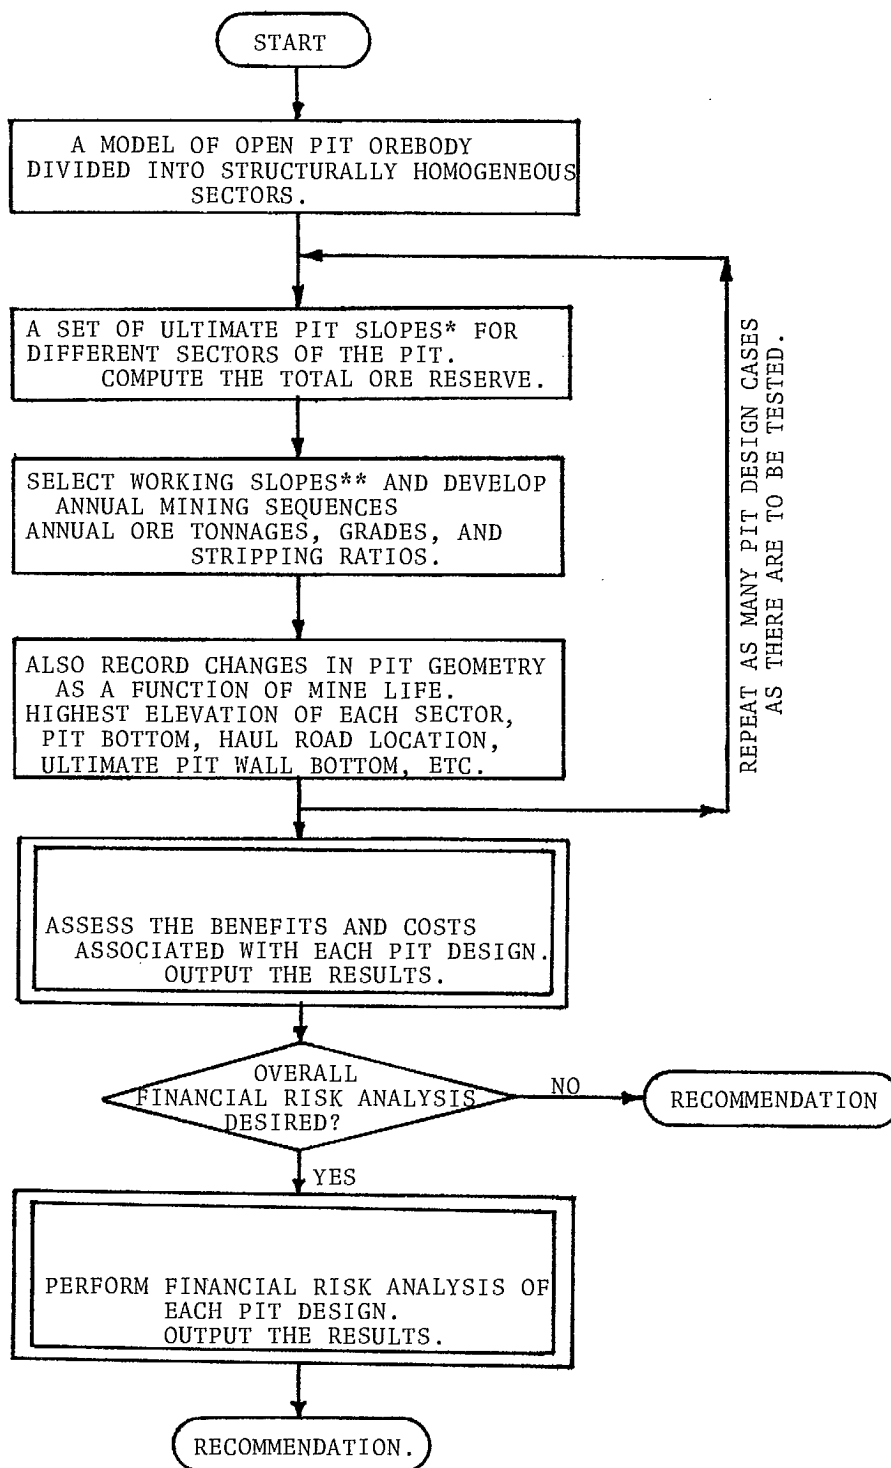 START
A MODEL OF OPEN PIT OREBODY
DIVIDED INTO STRUCTURALLY HOMOGENEOUS
SECTORS.
A SET OF ULTIMATE PIT SLOPES* FOR
DIFFERENT SECTORS OF THE PIT.
COMPUTE THE TOTAL ORE RESERVE.
SELECT WORKING SLOPES** AND DEVELOP
ANNUAL MINING SEQUENCES
ANNUAL ORE TONNAGES, GRADES, AND
STRIPPING RATIOS.
ALSO RECORD CHANGES IN PIT GEOMETRY
AS A FUNCTION OF MINE LIFE.
HIGHEST ELEVATION OF EACH SECTOR,
PIT BOTTOM, HAUL ROAD LOCATION,
ULTIMATE PIT WALL BOTTOM, ETC.
REPEAT AS MANY PIT DESIGN CASES
AS THERE ARE TO BE TESTED.
ASSESS THE BENEFITS AND COSTS
ASSOCIATED WITH EACH PIT DESIGN.
OUTPUT THE RESULTS.
OVERALL
FINANCIAL RISK ANALYSIS
DESIRED?
NO
RECOMMENDATION
YES
PERFORM FINANCIAL RISK ANALYSIS OF
EACH PIT DESIGN.
OUTPUT THE RESULTS.
RECOMMENDATION.